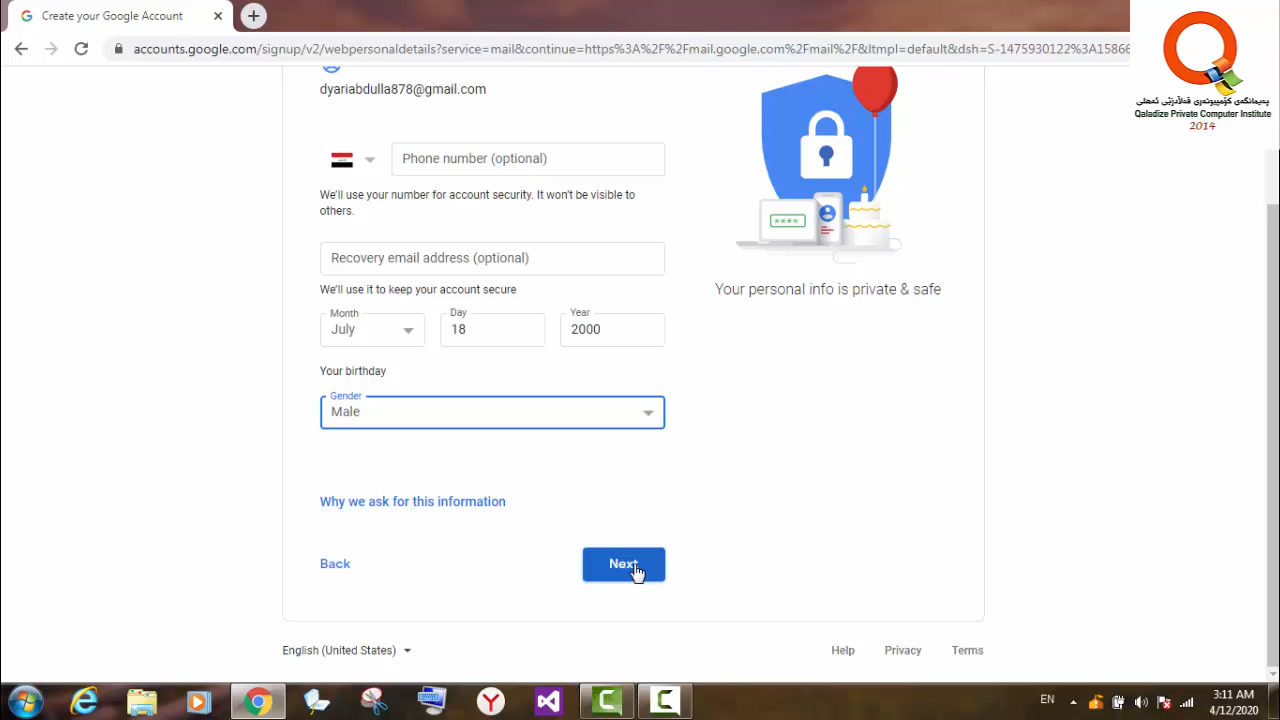 Create your Google Account
accounts.google.com/signup/v2/webpersonaldetails?service=mail&continue=https%3A%2F%2Fmail.google.com%2Fmail%2F&ltmpl=default&dsh=S-1475930122%3A15866
پەیمانگەی کۆمپیوتەری قەڵادزێی ئەهلی
Qaladize Private Computer Institute
2014
dyariabdulla878@gmail.com
Phone number (optional)
We'll use your number for account security. It won't be visible to
others.
Recovery email address (optional)
We'll use it to keep your account secure
Your personal info is private & safe
****
Month
July
Day
18
Year
2000
Your birthday
Gender
Male
Why we ask for this information
Back
Next
English (United States)
Help
Privacy
Terms
EN
3:11 AM
4/12/2020